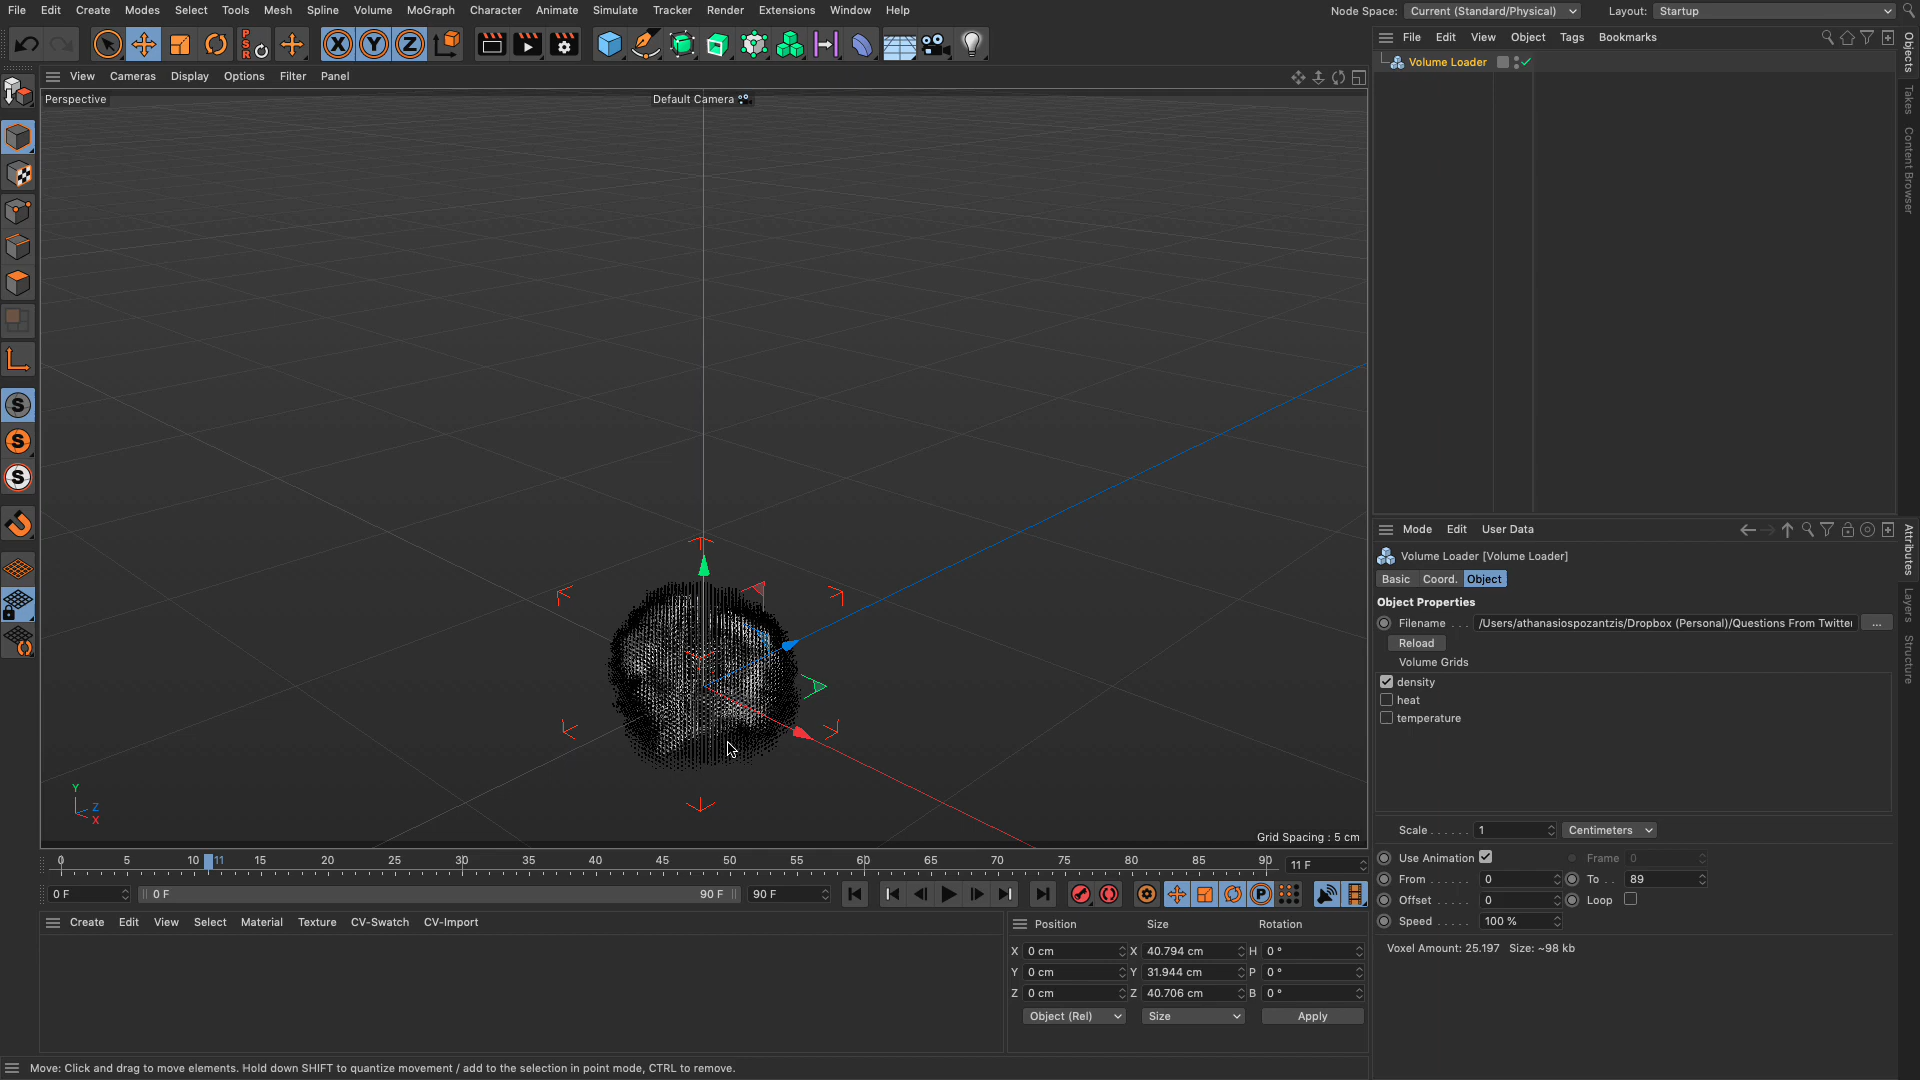 File Edit Create Modes Select Tools Mesh Spline Volume MoGraph Character Animate Simulate Tracker Render Extensions Window Help
Node Space: Current (Standard/Physical) Layout: Startup
PSR X Y Z
File Edit View Object Tags Bookmarks
Volume Loader
View Cameras Display Options Filter Panel
Perspective
Default Camera
Objects
Takes
Content Browser
S
S
S
Y
Z
X
Grid Spacing : 5 cm
Mode Edit User Data
Volume Loader [Volume Loader]
Basic Coord. Object
Object Properties
Filename . . . /Users/athanasiospozantzis/Dropbox (Personal)/Questions From Twitter ...
Reload
Volume Grids
density
heat
temperature
Scale . . . . . . 1 Centimeters
Use Animation Frame 0
From . . . . . . 0 To . . 89
Offset . . . . . 0 Loop
Speed . . . . . 100 %
Voxel Amount: 25.197 Size: ~98 kb
Attributes
Layers
Structure
0 5 10 11 15 20 25 30 35 40 45 50 55 60 65 70 75 80 85 90 11 F
0 F 0 F 90 F 90 F
P
Create Edit View Select Material Texture CV-Swatch CV-Import
Position Size Rotation
X 0 cm X 40.794 cm H 0 °
Y 0 cm Y 31.944 cm P 0 °
Z 0 cm Z 40.706 cm B 0 °
Object (Rel) Size Apply
Move: Click and drag to move elements. Hold down SHIFT to quantize movement / add to the selection in point mode, CTRL to remove.